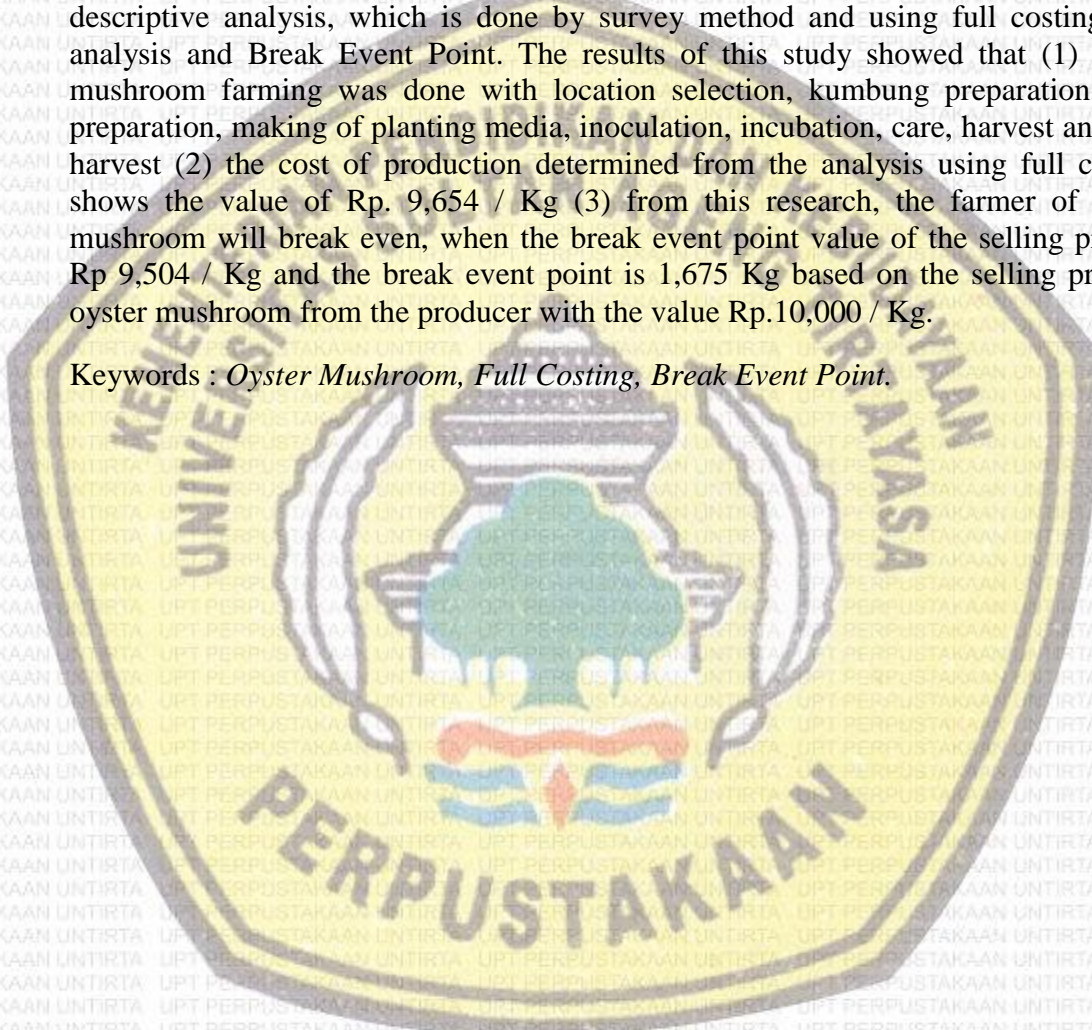 descriptive analysis, which is done by survey method and using full costing
analysis and Break Event Point. The results of this study showed that (1)
mushroom farming was done with location selection, kumbung preparation
preparation, making of planting media, inoculation, incubation, care, harvest an
harvest (2) the cost of production determined from the analysis using full c
shows the value of Rp. 9,654 / Kg (3) from this research, the farmer of
mushroom will break even, when the break event point value of the selling p
Rp 9,504 / Kg and the break event point is 1,675 Kg based on the selling pr
oyster mushroom from the producer with the value Rp.10,000 / Kg.
Keywords : Oyster Mushroom, Full Costing, Break Event Point.
UNIVERSITAS
PERPUSTAKAAN